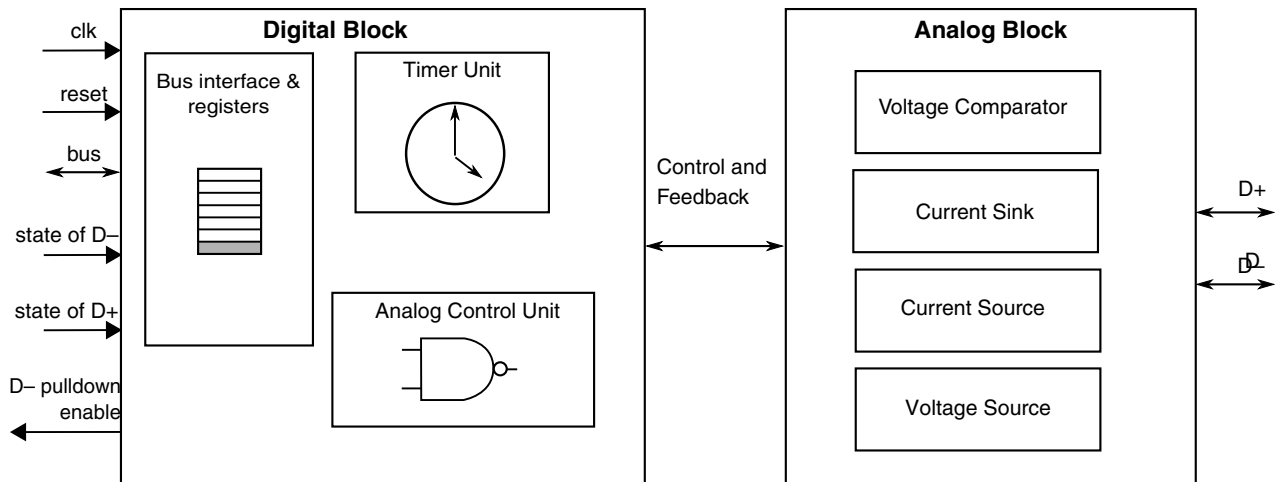 Digital Block
Analog Block
clk
reset
bus
state of D–
state of D+
D– pulldown
enable
Bus interface &
registers
Timer Unit
Analog Control Unit
Control and
Feedback
Voltage Comparator
Current Sink
Current Source
Voltage Source
D+
D–